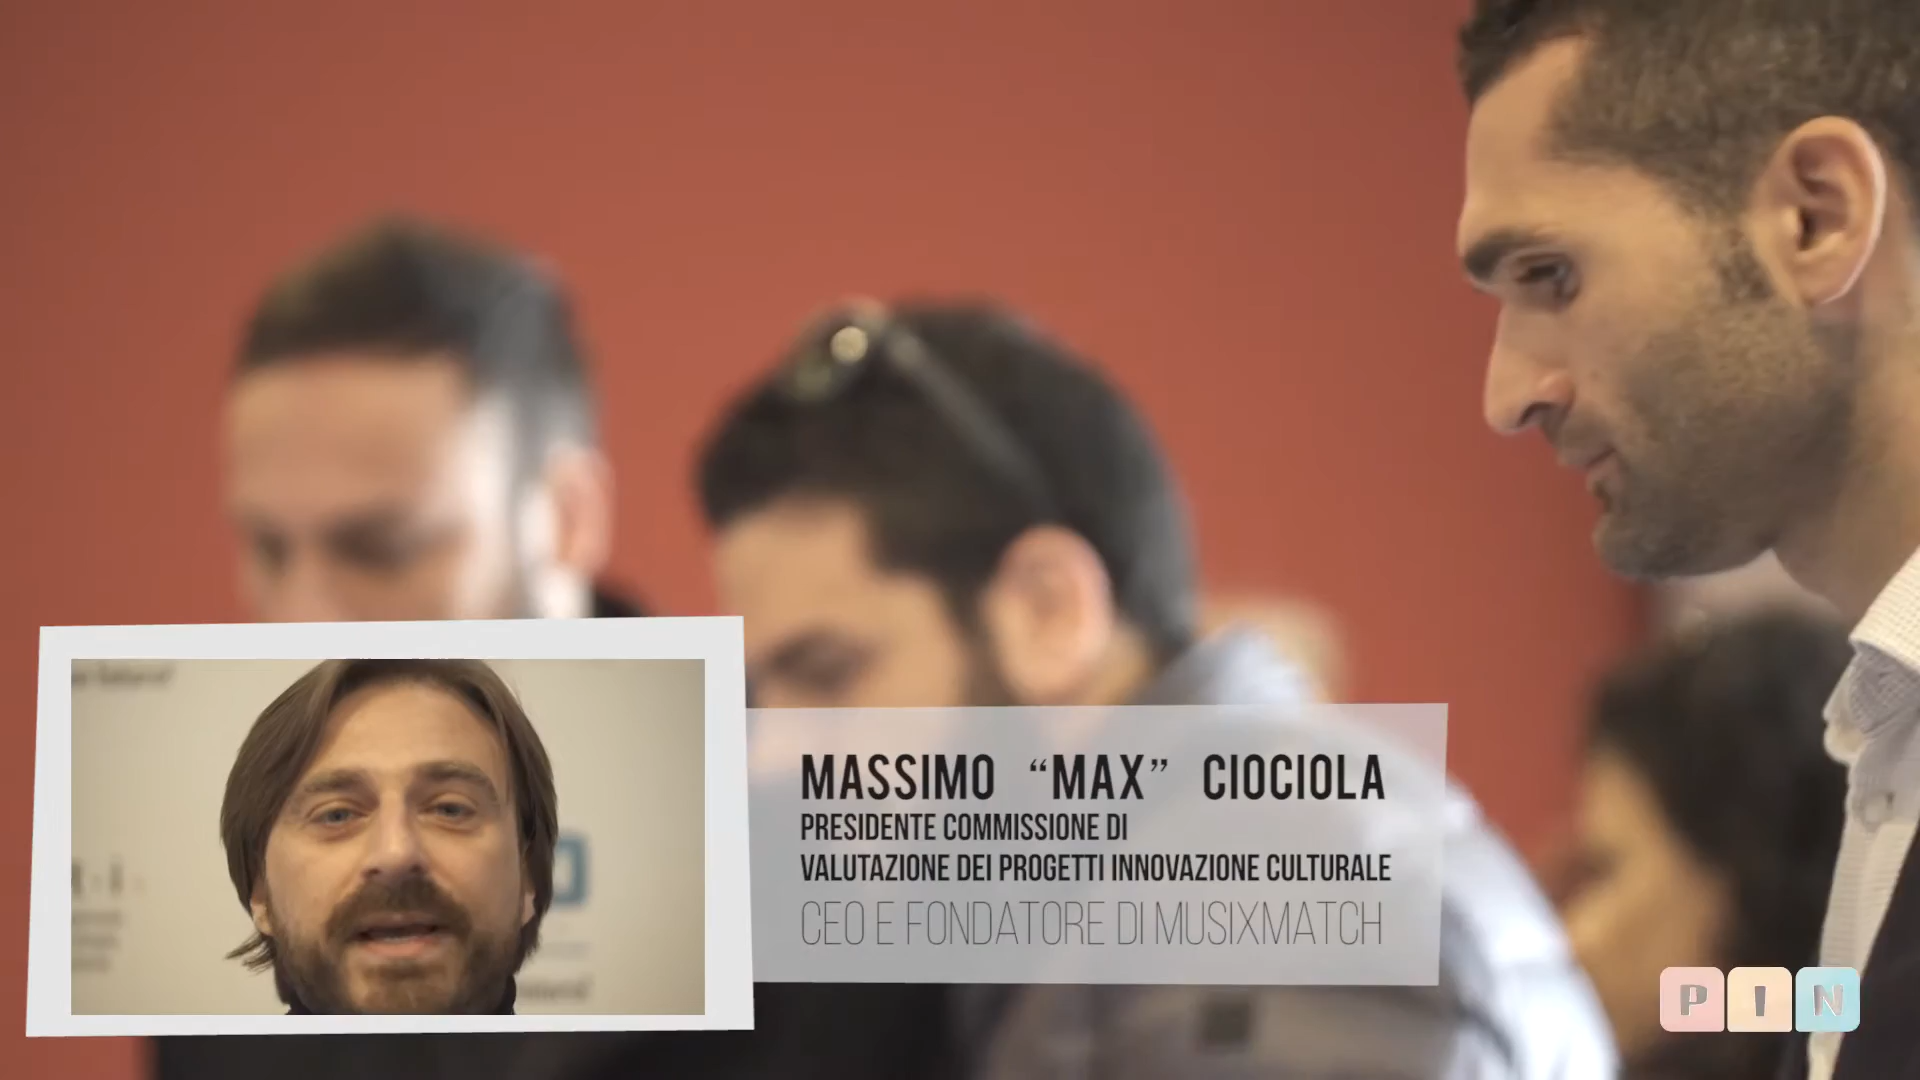 MASSIMO “MAX” CIOCIOLA
PRESIDENTE COMMISSIONE DI
VALUTAZIONE DEI PROGETTI INNOVAZIONE CULTURALE
CEO E FONDATORE DI MUSIXMATCH
PIN